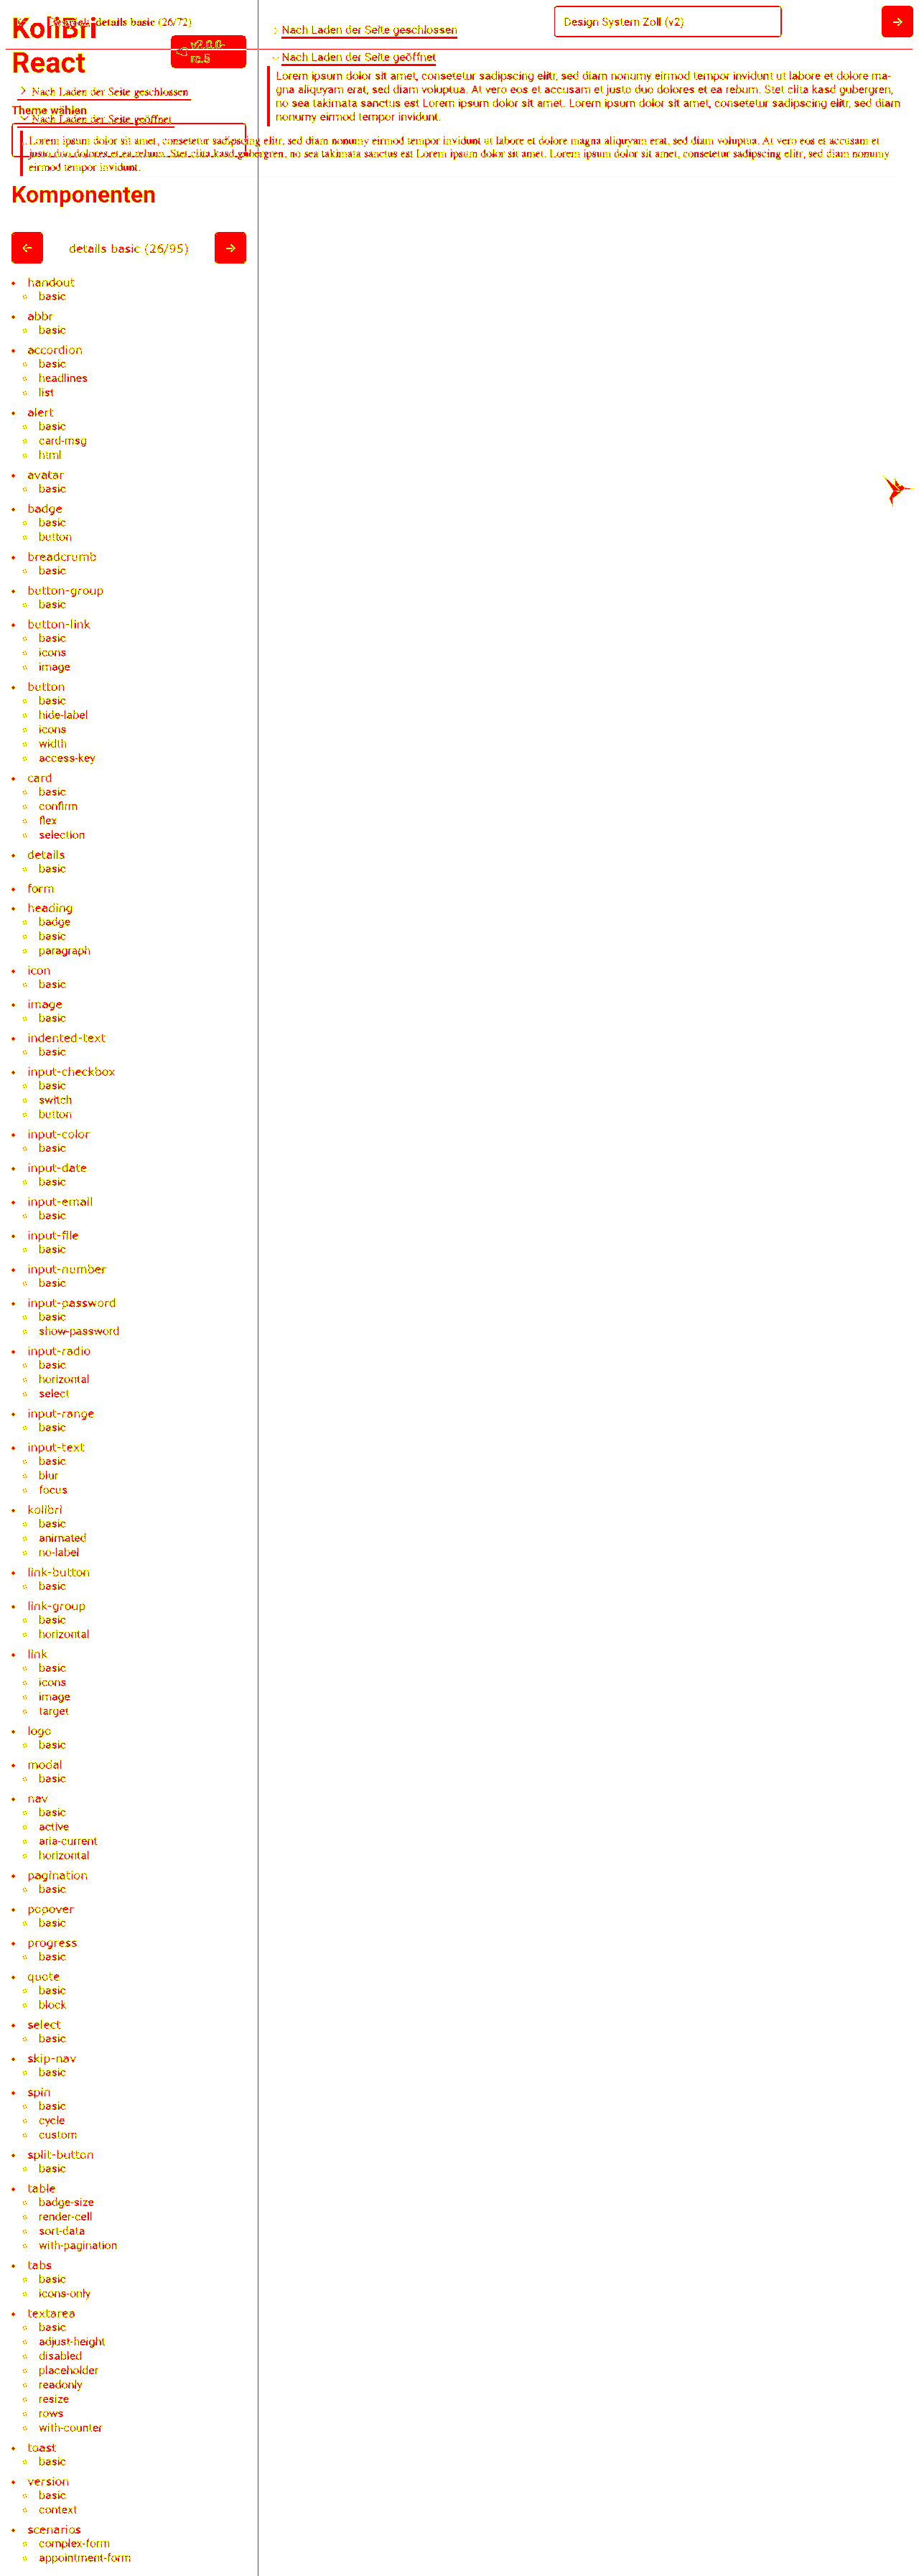 KoliBri
details basic (26/72)
Nach Laden der Seite geschlossen
Design System Zoll (v2)
v2.0.0-
rc.5
React
Nach Laden der Seite geöffnet
Lorem ipsum dolor sit amet, consetetur sadipscing elitr, sed diam nonumy eirmod tempor invidunt ut labore et dolore ma-
gna aliquyam erat, sed diam voluptua. At vero eos et accusam et justo duo dolores et ea rebum. Stet clita kasd gubergren,
no sea takimata sanctus est Lorem ipsum dolor sit amet. Lorem ipsum dolor sit amet, consetetur sadipscing elitr, sed diam
nonumy eirmod tempor invidunt.
Nach Laden der Seite geschlossen
Theme wählen
Nach Laden der Seite geöffnet
Lorem ipsum dolor sit amet, consetetur sadipscing elitr, sed diam nonumy eirmod tempor invidunt ut labore et dolore magna aliquyam erat, sed diam voluptua. At vero eos et accusam et
justo duo dolores et ea rebum. Stet clita kasd gubergren, no sea takimata sanctus est Lorem ipsum dolor sit amet. Lorem ipsum dolor sit amet, consetetur sadipscing elitr, sed diam nonumy
eirmod tempor invidunt.
Komponenten
details basic (26/95)
handout
basic
abbr
basic
accordion
basic
headlines
list
alert
basic
card-msg
html
avatar
basic
badge
basic
button
breadcrumb
basic
button-group
basic
button-link
basic
icons
image
button
basic
hide-label
icons
width
access-key
card
basic
confirm
flex
selection
details
basic
form
heading
badge
basic
paragraph
icon
basic
image
basic
indented-text
basic
input-checkbox
basic
switch
button
input-color
basic
input-date
basic
input-email
basic
input-file
basic
input-number
basic
input-password
basic
show-password
input-radio
basic
horizontal
select
input-range
basic
input-text
basic
blur
focus
kolibri
basic
animated
no-label
link-button
basic
link-group
basic
horizontal
link
basic
icons
image
target
logo
basic
modal
basic
nav
basic
active
aria-current
horizontal
pagination
basic
popover
basic
progress
basic
quote
basic
block
select
basic
skip-nav
basic
spin
basic
cycle
custom
split-button
basic
table
badge-size
render-cell
sort-data
with-pagination
tabs
basic
icons-only
textarea
basic
adjust-height
disabled
placeholder
readonly
resize
rows
with-counter
toast
basic
version
basic
context
scenarios
complex-form
appointment-form